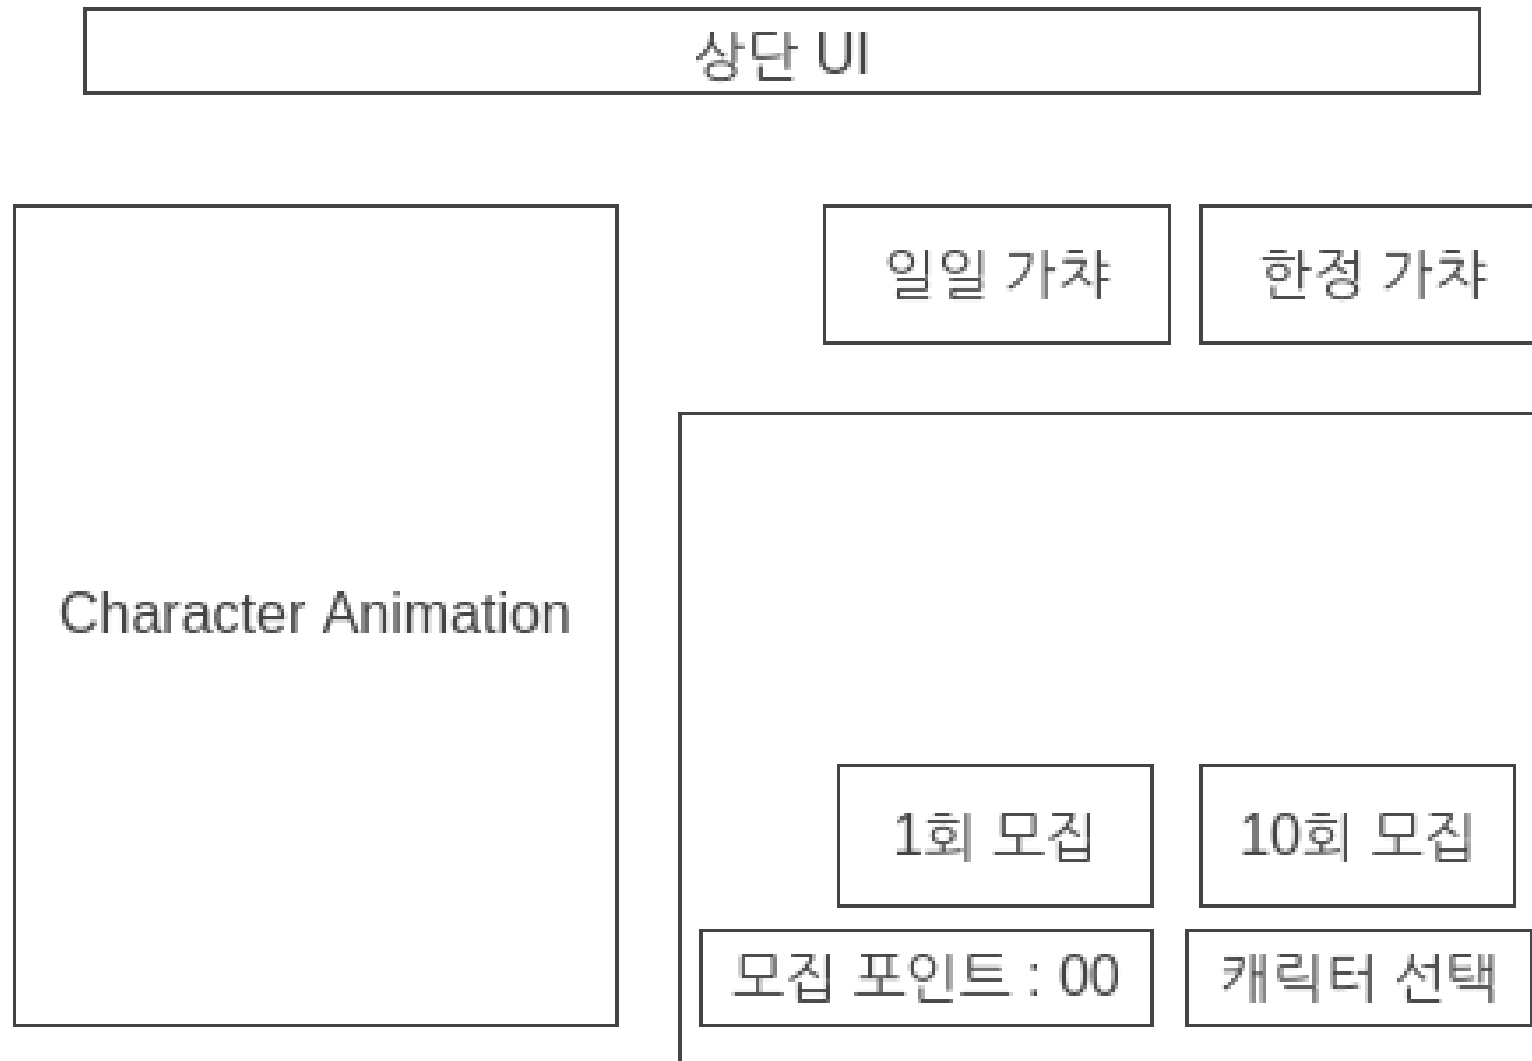 상단 UI
일일 가챠
한정 가챠
Character Animation
1회 모집
10회 모집
모집 포인트 : 00
캐릭터 선택